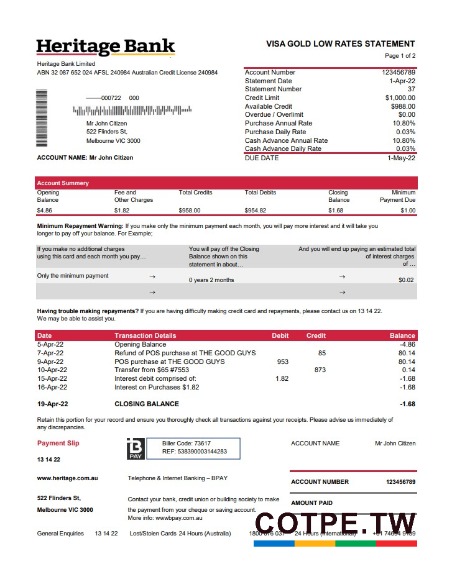 Heritage Bank
VISA GOLD LOW RATES STATEMENT
Page 1 of 2
Heritage Bank Limited
ABN 32 087 652 024 AFSL 240984 Australian Credit License 240984
Account Number 123456789
Statement Date 1-Apr-22
Statement Number 37
Credit Limit $1,000.00
Available Credit $988.00
Overdue / Overlimit $0.00
Purchase Annual Rate 10.80%
Purchase Daily Rate 0.03%
Cash Advance Annual Rate 10.80%
Cash Advance Daily Rate 0.03%
DUE DATE 1-May-22
000722 000
Mr John Citizen
522 Flinders St,
Melbourne VIC 3000
ACCOUNT NAME: Mr John Citizen
Account Summary
Opening Balance Fee and Other Charges Total Credits Total Debits Closing Balance Minimum Payment Due
$4.86 $1.82 $958.00 $954.82 $1.68 $1.00
Minimum Repayment Warning: If you make only the minimum payment each month, you will pay more interest and it will take you
longer to pay off your balance. For Example;
If you make no additional charges
using this card and each month you pay…
You will pay off the Closing
Balance shown on this
statement in about…
And you will end up paying an estimated total
of interest charges
of …
Only the minimum payment → 0 years 2 months → $0.02
→ →
Having trouble making repayments? If you are having difficulty making credit card and repayments, please contact us on 13 14 22.
We may be able to assist you.
Date Transaction Details Debit Credit Balance
5-Apr-22 Opening Balance -4.86
7-Apr-22 Refund of POS purchase at THE GOOD GUYS 85 80.14
9-Apr-22 POS purchase at THE GOOD GUYS 953 80.14
10-Apr-22 Transfer from $65 #7553 873 0.14
15-Apr-22 Interest debit comprised of: 1.82 -1.68
16-Apr-22 Interest on Purchases $1.82 -1.68
19-Apr-22 CLOSING BALANCE -1.68
Retain this portion for your record and ensure you thoroughly check all transactions against your receipts. Please advise us immediately of
any discrepancies.
Payment Slip
13 14 22
B
PAY
Biller Code: 73617
REF: 538390003144283
ACCOUNT NAME Mr John Citizen
www.heritage.com.au
Telephone & Internet Banking – BPAY
ACCOUNT NUMBER 123456789
522 Flinders St,
Melbourne VIC 3000
Contact your bank, credit union or building society to make
the payment from your cheque or saving account.
More info: wwwbpay.com.au
AMOUNT PAID
COTPE.TW
General Enquiries 13 14 22 Lost/Stolen Cards 24 Hours (Australia)